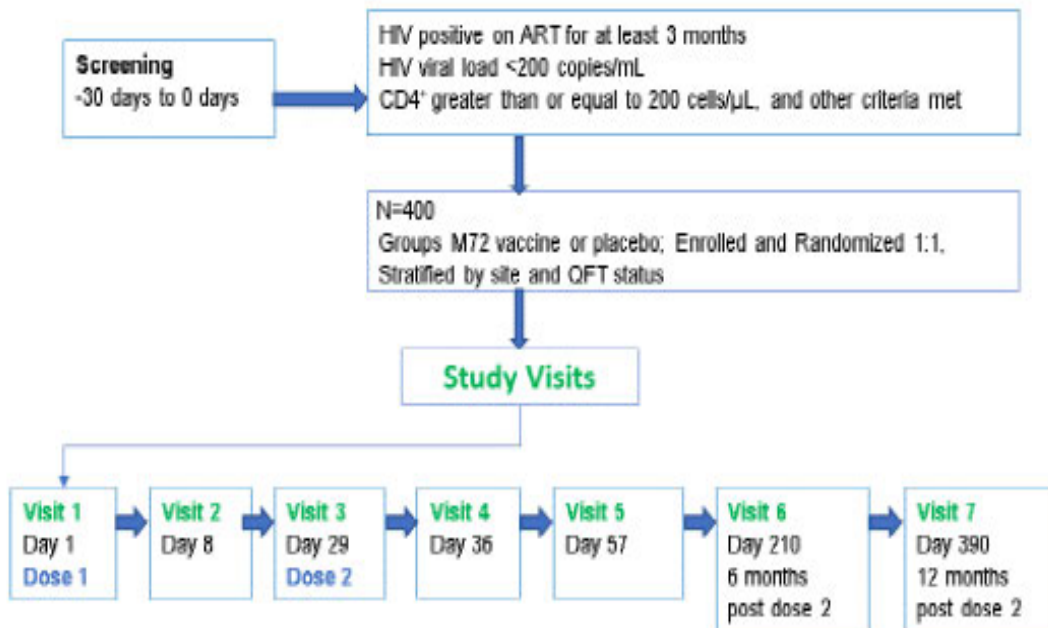 Screening
-30 days to 0 days
HIV positive on ART for at least 3 months
HIV viral load <200 copies/mL
CD4⁺ greater than or equal to 200 cells/µL, and other criteria met
N=400
Groups M72 vaccine or placebo; Enrolled and Randomized 1:1,
Stratified by site and QFT status
Study Visits
Visit 1
Day 1
Dose 1
Visit 2
Day 8
Visit 3
Day 29
Dose 2
Visit 4
Day 36
Visit 5
Day 57
Visit 6
Day 210
6 months
post dose 2
Visit 7
Day 390
12 months
post dose 2